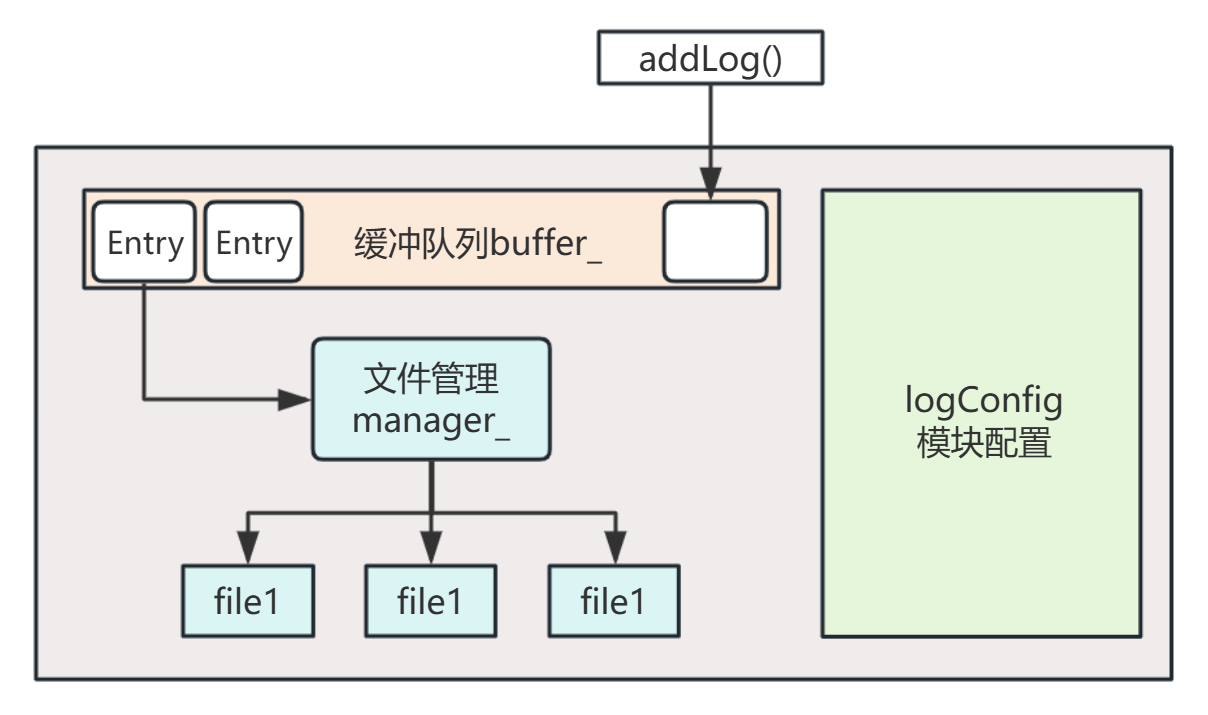 addLog()
Entry
Entry
缓冲队列buffer_
文件管理
manager_
logConfig
模块配置
file1
file1
file1